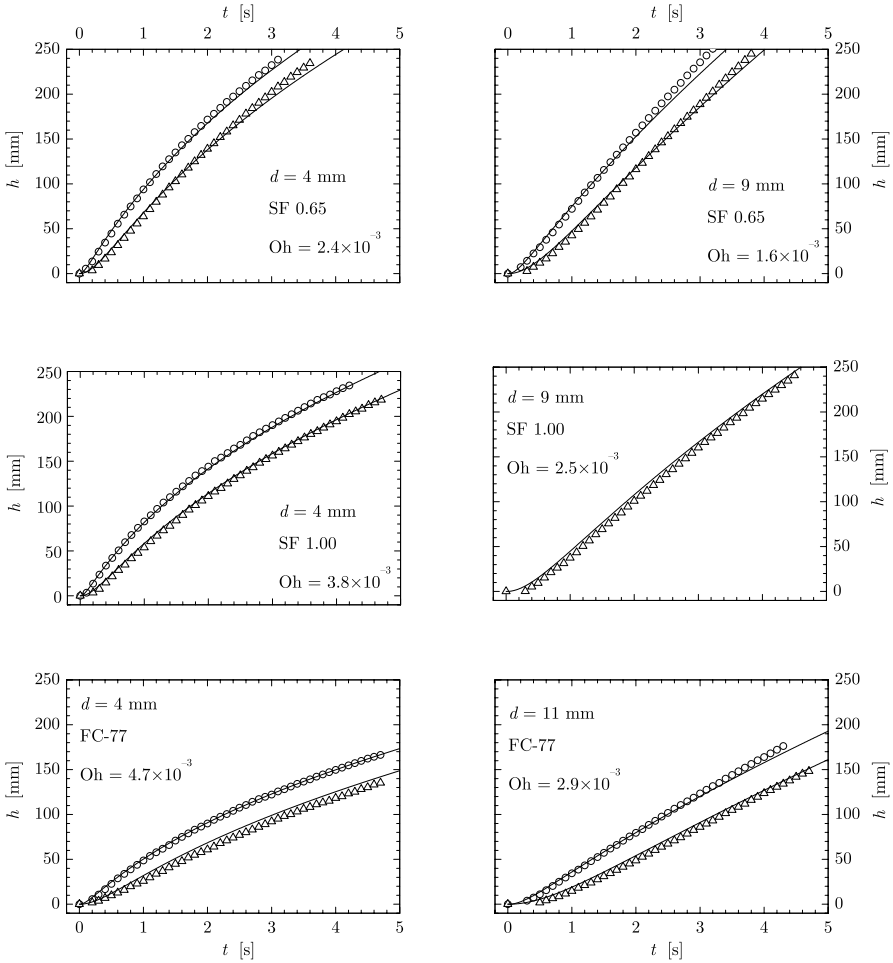 t [s]
t [s]
0 1 2 3 4 5
0 1 2 3 4 5
250
200
150
100
50
0
h [mm]
d = 4 mm
SF 0.65
Oh = 2.4×10⁻³
d = 9 mm
SF 0.65
Oh = 1.6×10⁻³
250
200
150
100
50
0
h [mm]
250
200
150
100
50
0
h [mm]
d = 4 mm
SF 1.00
Oh = 3.8×10⁻³
d = 9 mm
SF 1.00
Oh = 2.5×10⁻³
250
200
150
100
50
0
h [mm]
250
200
150
100
50
0
h [mm]
d = 4 mm
FC-77
Oh = 4.7×10⁻³
d = 11 mm
FC-77
Oh = 2.9×10⁻³
250
200
150
100
50
0
h [mm]
0 1 2 3 4 5
0 1 2 3 4 5
t [s]
t [s]